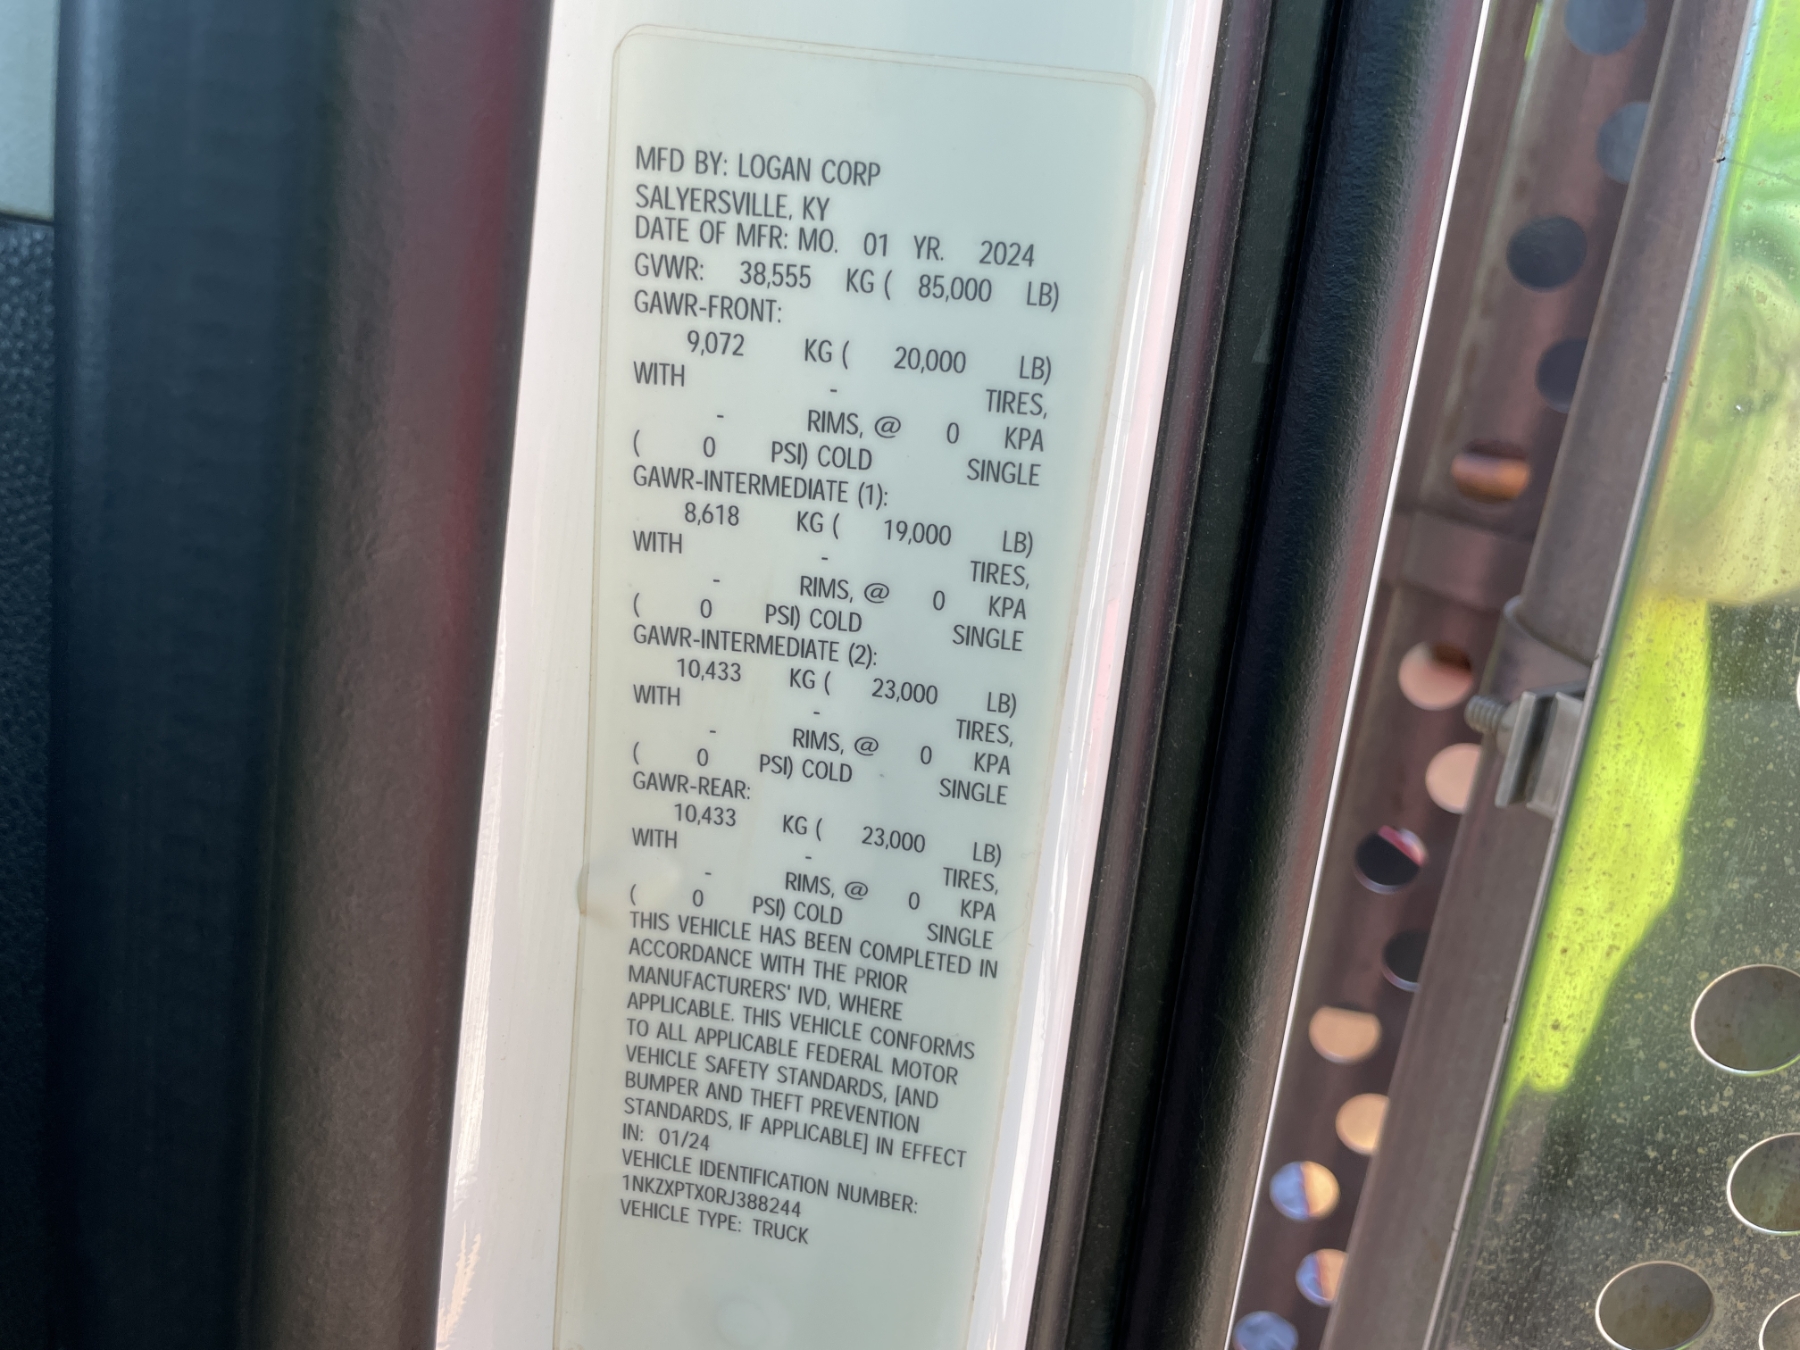 MFD BY: LOGAN CORP
SALYERSVILLE, KY
DATE OF MFR: MO. 01 YR. 2024
GVWR: 38,555 KG ( 85,000 LB)
GAWR-FRONT:
9,072 KG ( 20,000 LB)
WITH - TIRES,
- RIMS, @ 0 KPA
( 0 PSI) COLD SINGLE
GAWR-INTERMEDIATE (1):
8,618 KG ( 19,000 LB)
WITH - TIRES,
- RIMS, @ 0 KPA
( 0 PSI) COLD SINGLE
GAWR-INTERMEDIATE (2):
10,433 KG ( 23,000 LB)
WITH - TIRES,
- RIMS, @ 0 KPA
( 0 PSI) COLD SINGLE
GAWR-REAR:
10,433 KG ( 23,000 LB)
WITH - TIRES,
- RIMS, @ 0 KPA
( 0 PSI) COLD SINGLE
THIS VEHICLE HAS BEEN COMPLETED IN
ACCORDANCE WITH THE PRIOR
MANUFACTURERS' IVD, WHERE
APPLICABLE. THIS VEHICLE CONFORMS
TO ALL APPLICABLE FEDERAL MOTOR
VEHICLE SAFETY STANDARDS, [AND
BUMPER AND THEFT PREVENTION
STANDARDS, IF APPLICABLE] IN EFFECT
IN: 01/24
VEHICLE IDENTIFICATION NUMBER:
1NKZXPTX0RJ388244
VEHICLE TYPE: TRUCK